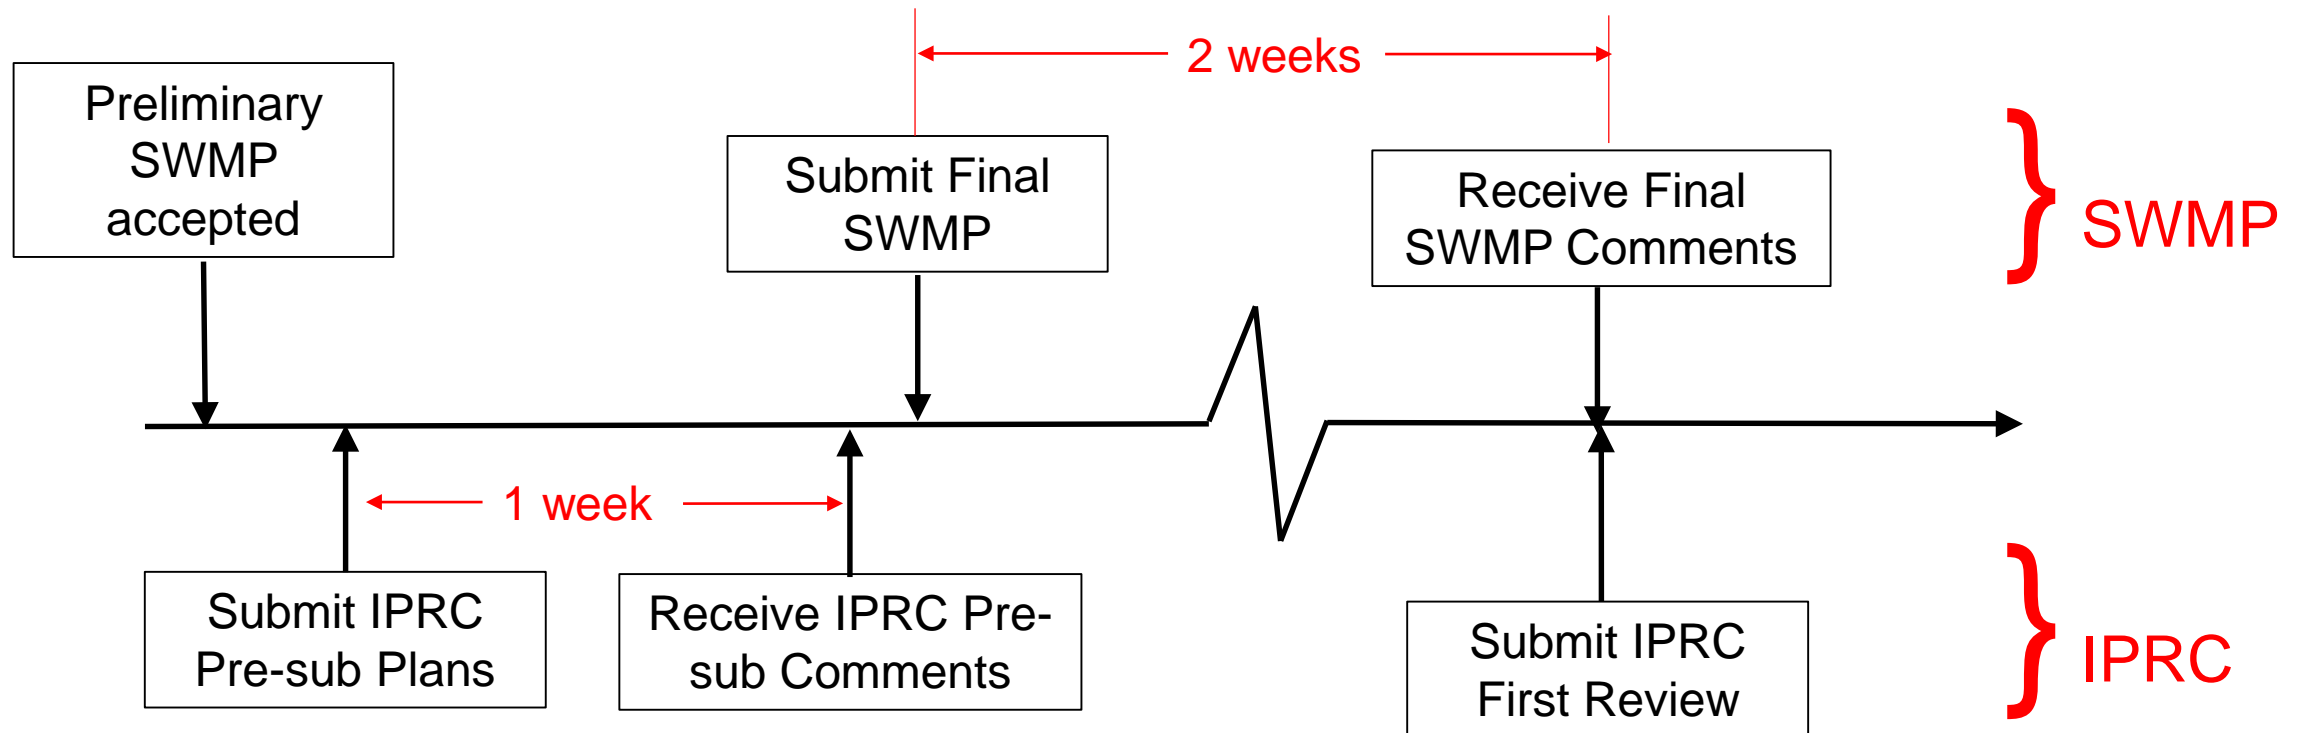 2 weeks
Preliminary
SWMP
accepted
Submit Final
SWMP
Receive Final
SWMP Comments
SWMP
1 week
Submit IPRC
Pre-sub Plans
Receive IPRC Pre-
sub Comments
Submit IPRC
First Review
IPRC